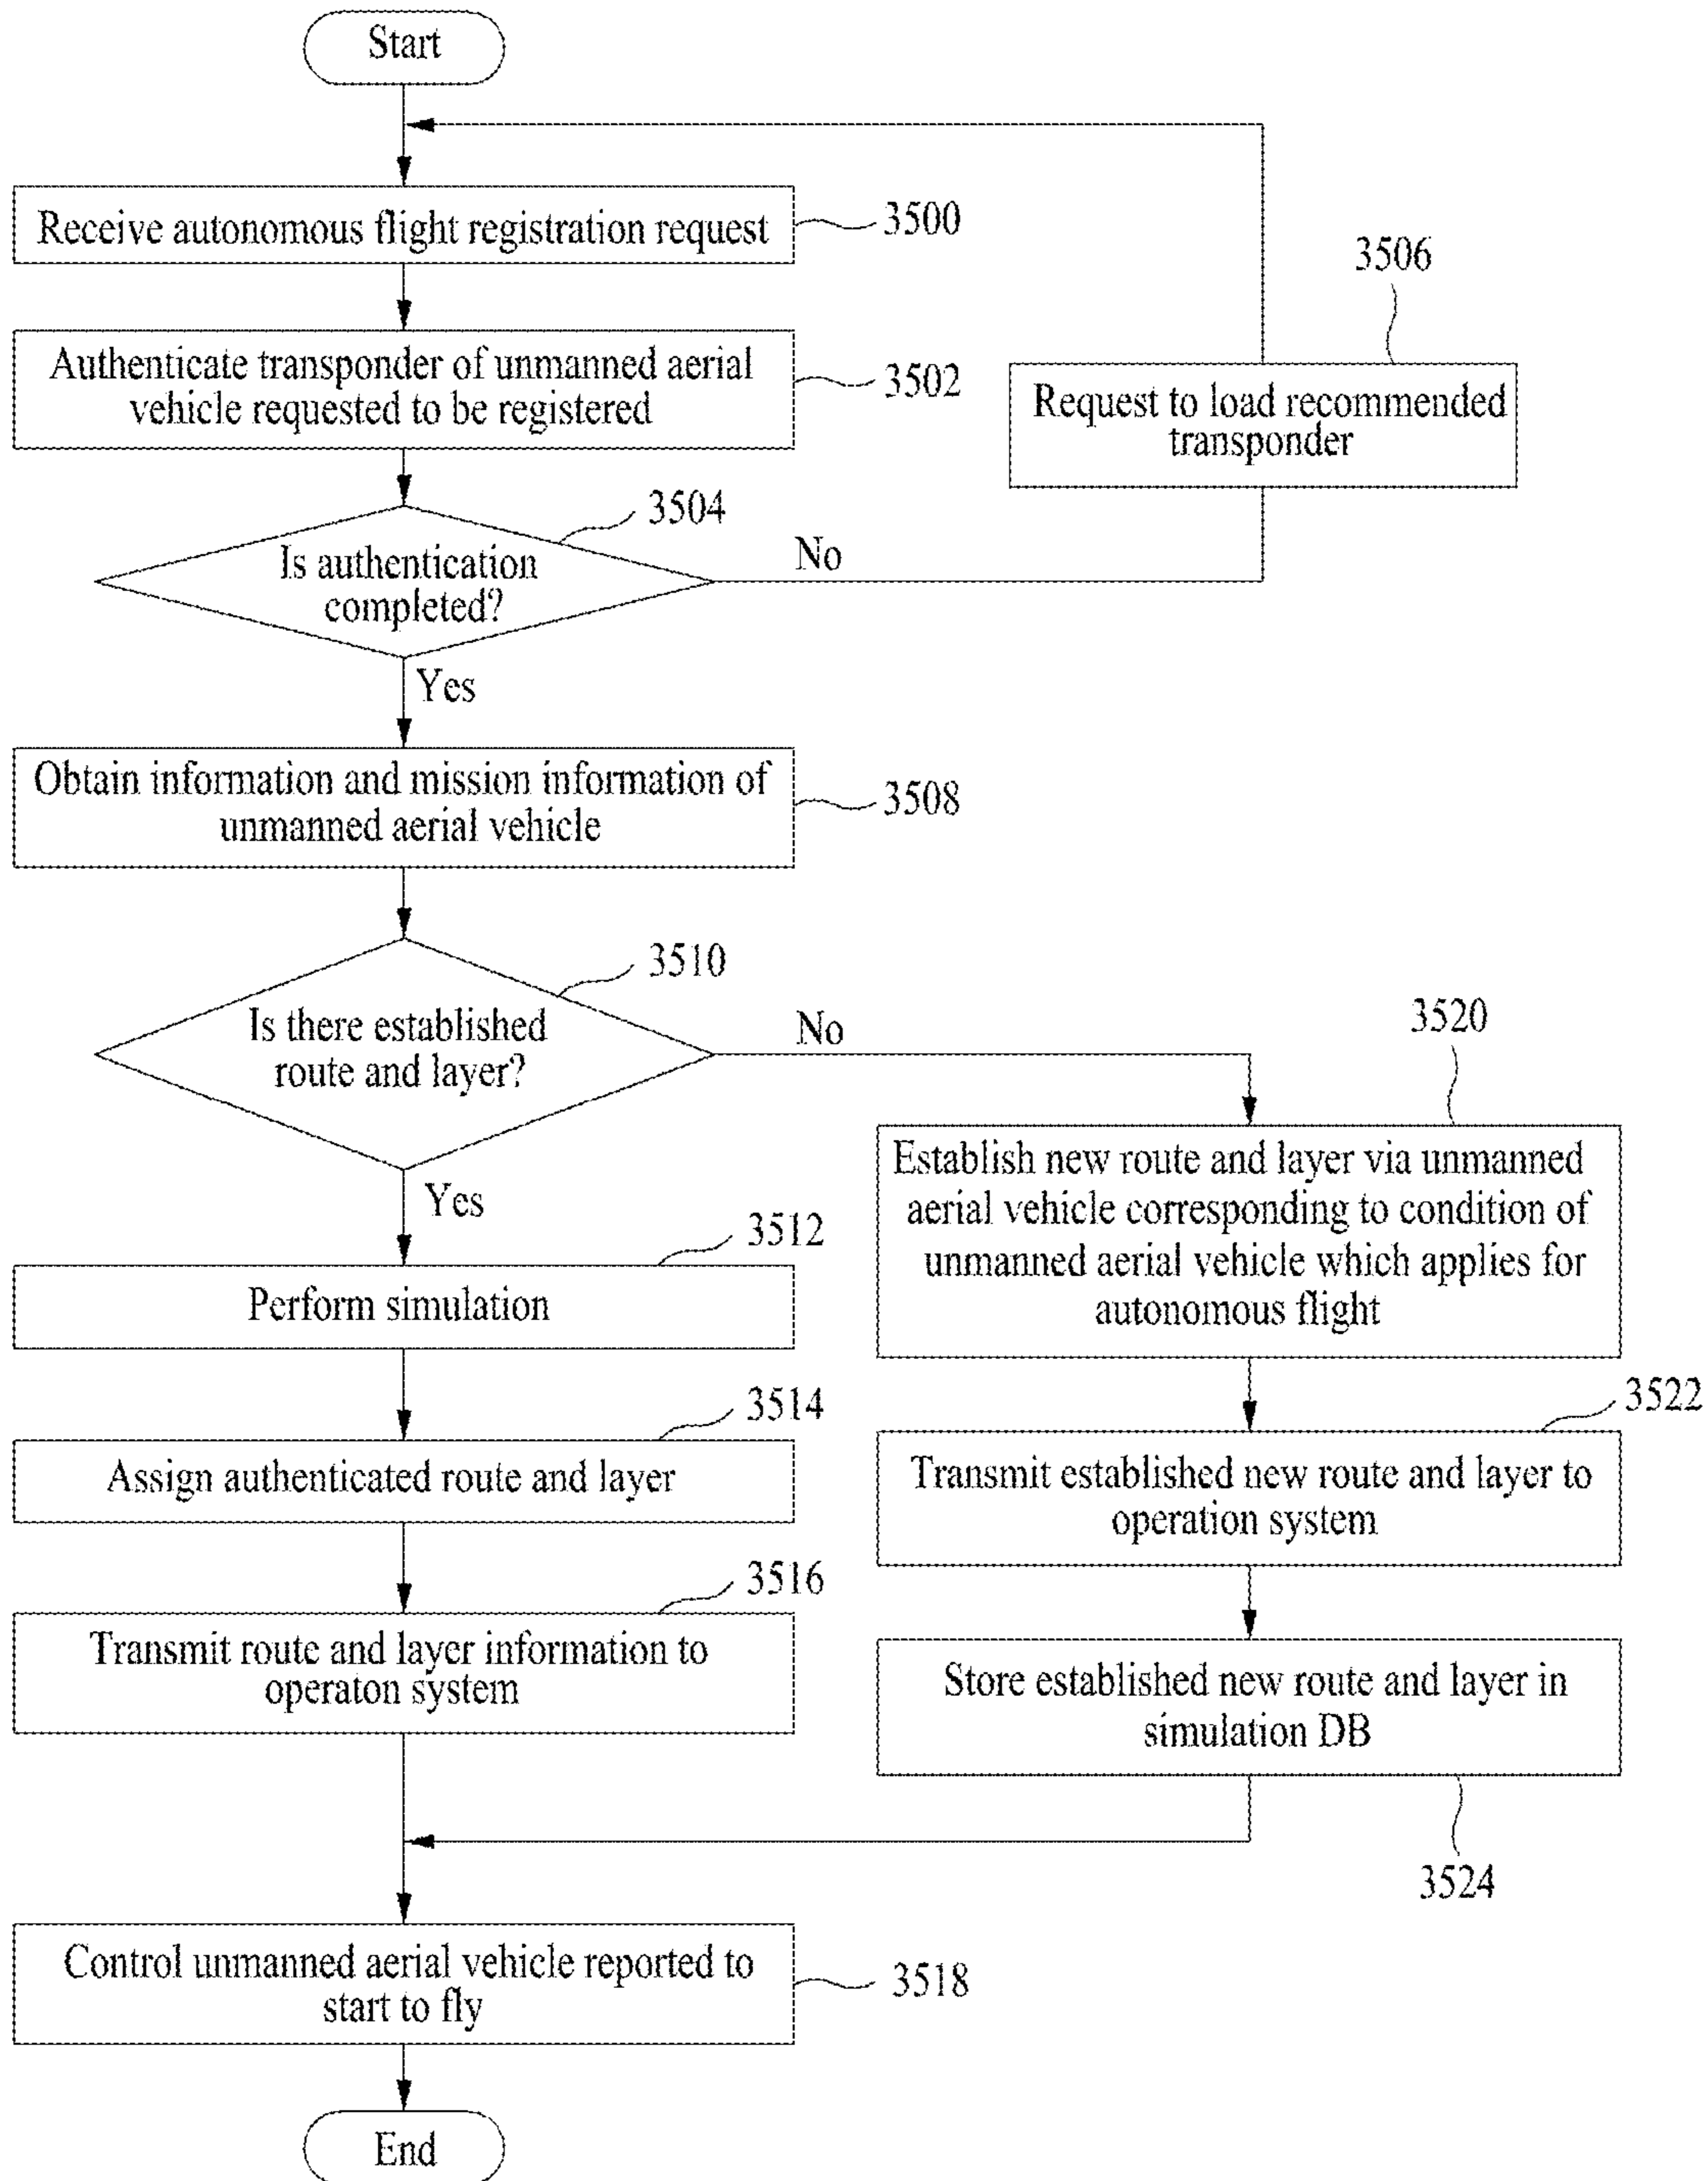 Start
Receive autonomous flight registration request
3500
3506
Authenticate transponder of unmanned aerial
vehicle requested to be registered
3502
Request to load recommended
transponder
3504
Is authentication
completed?
No
Yes
Obtain information and mission information of
unmanned aerial vehicle
3508
3510
Is there established
route and layer?
No
3520
Yes
Establish new route and layer via unmanned
aerial vehicle corresponding to condition of
unmanned aerial vehicle which applies for
autonomous flight
3512
Perform simulation
3514
Assign authenticated route and layer
3522
Transmit established new route and layer to
operation system
3516
Transmit route and layer information to
operaton system
Store established new route and layer in
simulation DB
3524
Control unmanned aerial vehicle reported to
start to fly
3518
End